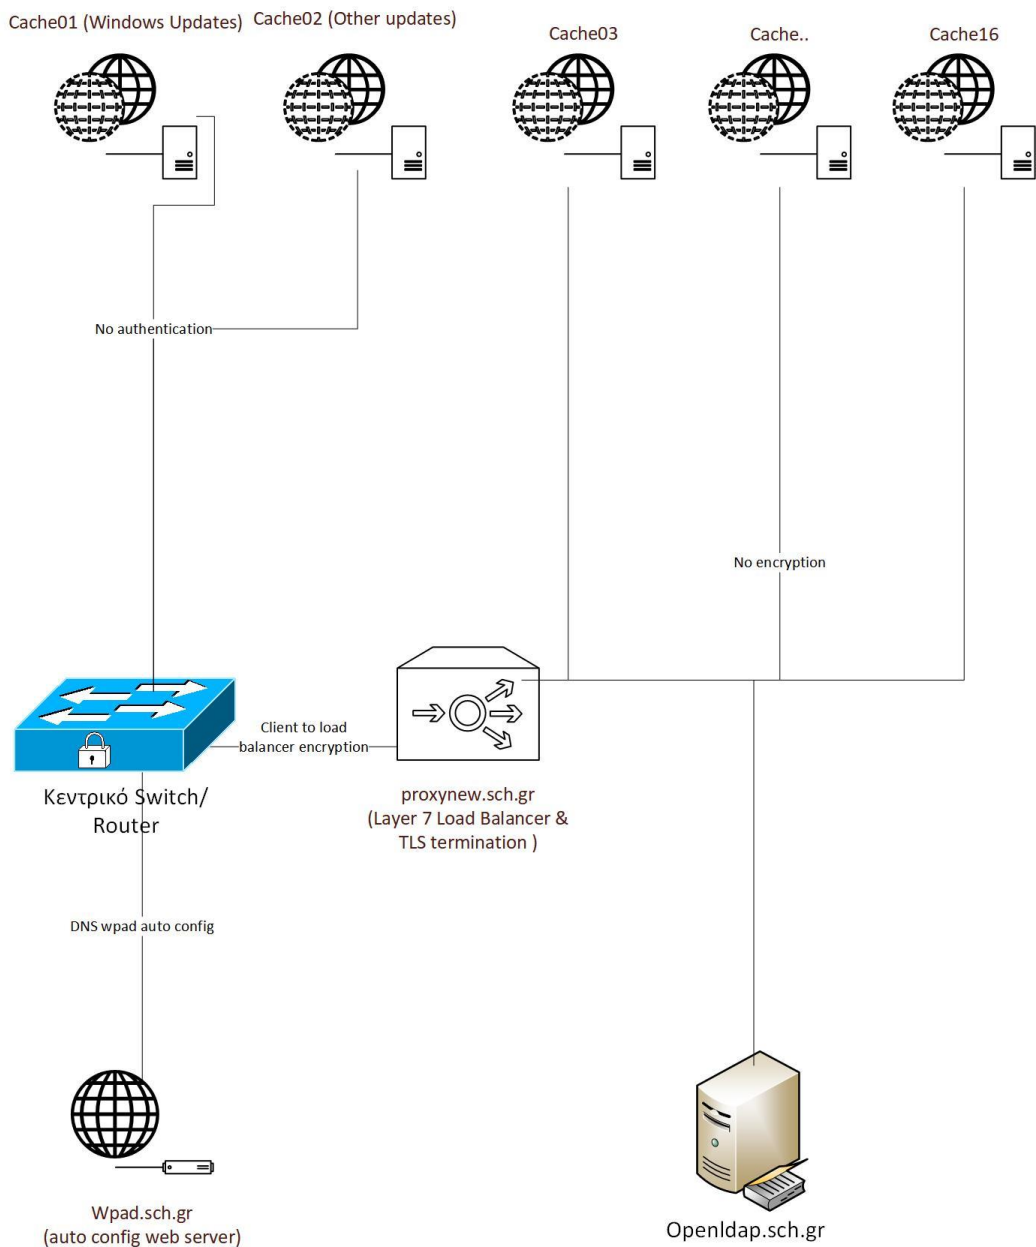 Cache01 (Windows Updates)
Cache02 (Other updates)
Cache03
Cache..
Cache16
No authentication
No encryption
Client to load
balancer encryption
Κεντρικό Switch/
Router
proxynew.sch.gr
(Layer 7 Load Balancer &
TLS termination )
DNS wpad auto config
Wpad.sch.gr
(auto config web server)
Openldap.sch.gr